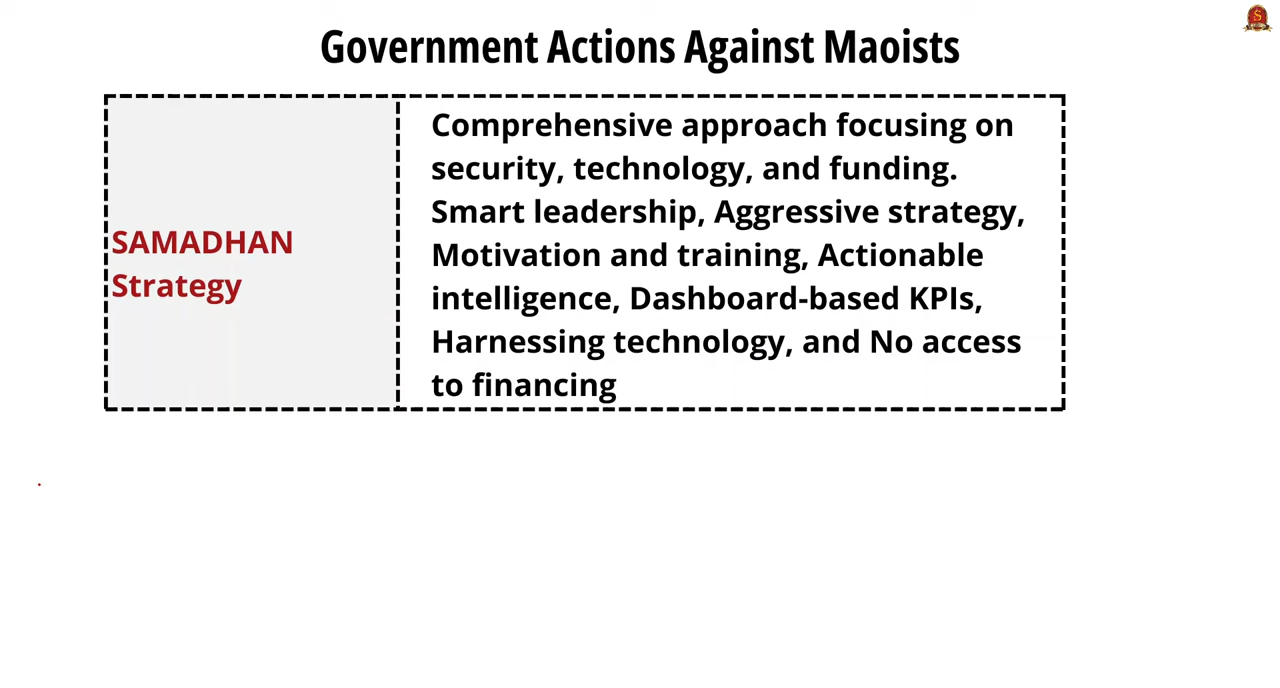 Government Actions Against Maoists
SAMADHAN
Strategy
Comprehensive approach focusing on
security, technology, and funding.
Smart leadership, Aggressive strategy,
Motivation and training, Actionable
intelligence, Dashboard-based KPIs,
Harnessing technology, and No access
to financing